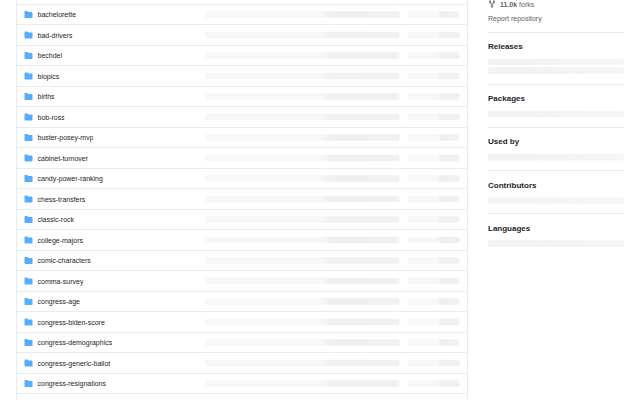 bachelorette
bad-drivers
bechdel
biopics
births
bob-ross
buster-posey-mvp
cabinet-turnover
candy-power-ranking
chess-transfers
classic-rock
college-majors
comic-characters
comma-survey
congress-age
congress-biden-score
congress-demographics
congress-generic-ballot
congress-resignations
11.0k forks
Report repository
Releases
Packages
Used by
Contributors
Languages